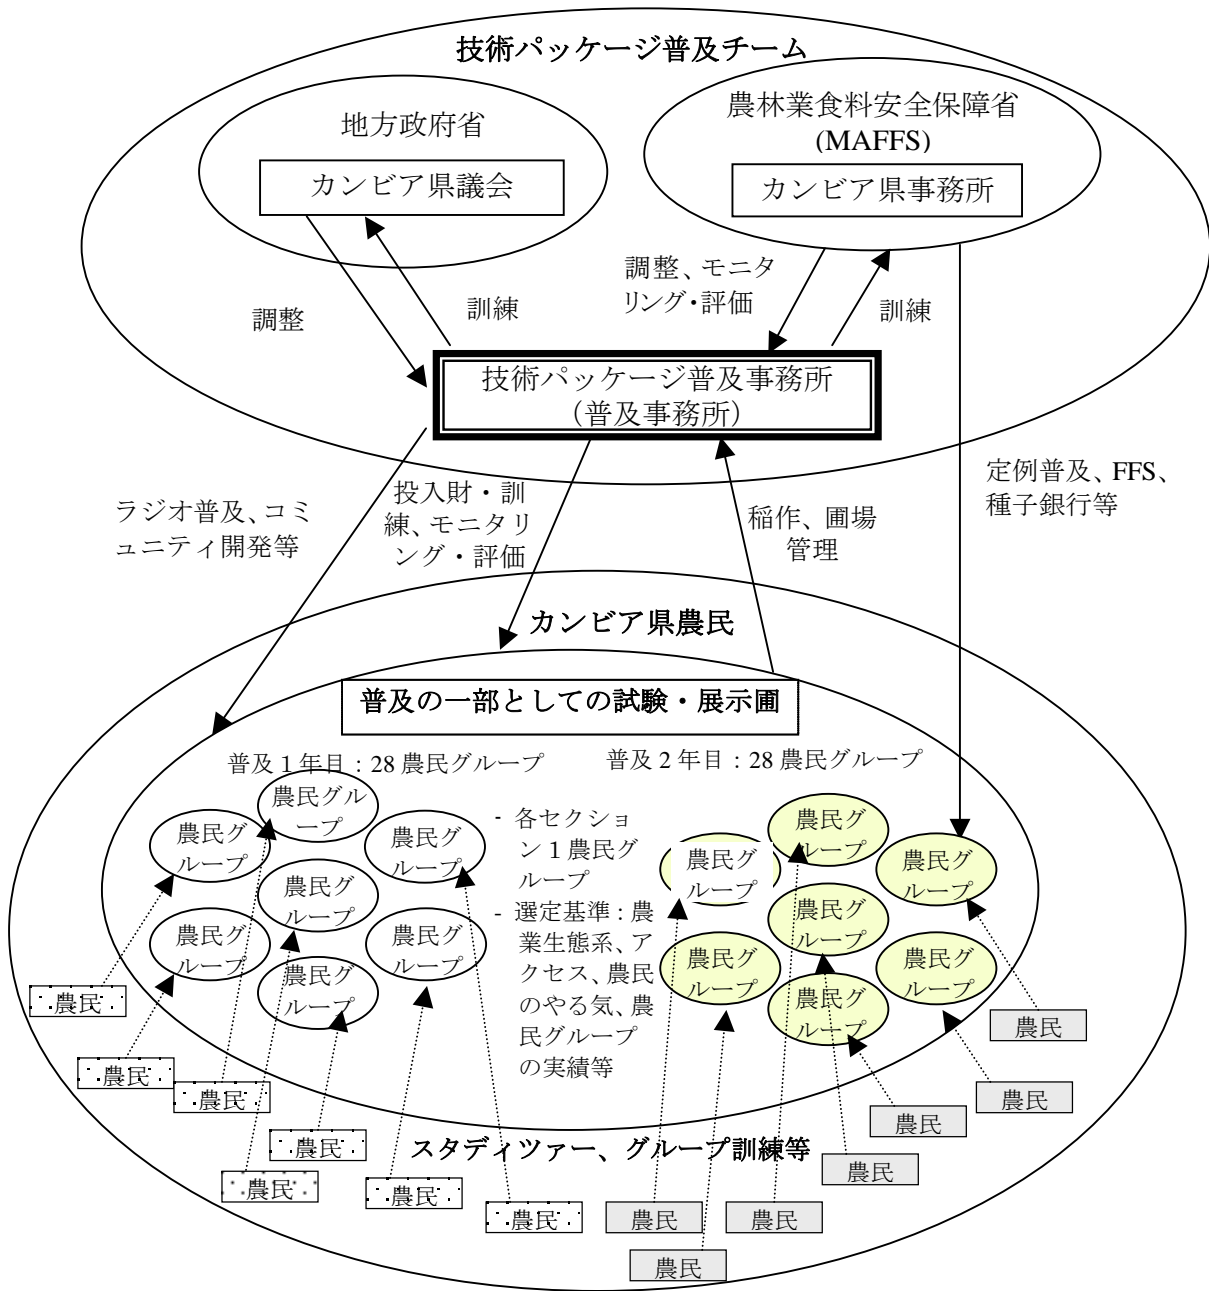 技術パッケージ普及チーム
地方政府省
カンビア県議会
農林業食料安全保障省
(MAFFS)
カンビア県事務所
調整
訓練
調整、モニタ
リング・評価
訓練
技術パッケージ普及事務所
(普及事務所)
ラジオ普及、コミ
ュニティ開発等
投入財・訓
練、モニタリ
ング・評価
稲作、圃場
管理
定例普及、FFS、
種子銀行等
カンビア県農民
普及の一部としての試験・展示圃
普及１年目：28 農民グループ
普及２年目：28 農民グループ
農民グル
ープ
農民グ
ループ
農民グ
ループ
農民グ
ループ
農民グ
ループ
農民グ
ループ
農民グ
ループ
- 各セクショ
ン１農民グ
ループ
- 選定基準：農
業生態系、ア
クセス、農民
のやる気、農
民グループ
の実績等
農民グ
ループ
農民グ
ループ
農民グ
ループ
農民グ
ループ
農民グ
ループ
農民グ
ループ
農民グ
ループ
農民
農民
農民
農民
農民
農民
農民
スタディツァー、グループ訓練等
農民
農民
農民
農民
農民
農民
農民